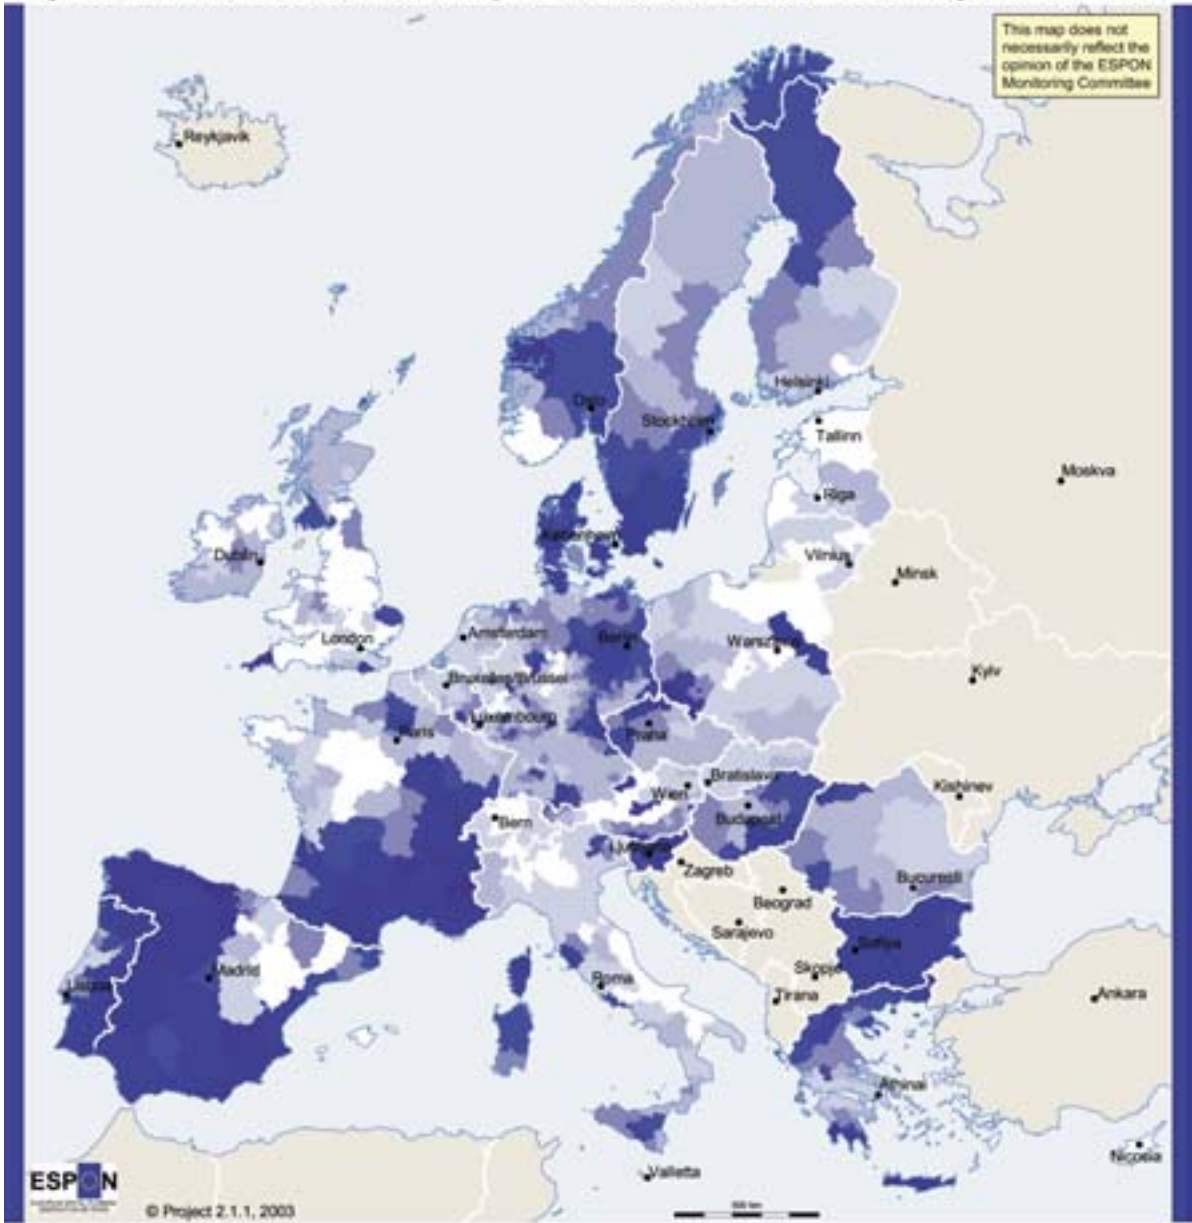 This map does not
necessarily reflect the
opinion of the ESPON
Monitoring Committee
Reykjavik
Helsinki
Oslo
Stockholm
Tallinn
Moskva
Riga
Dublin
København
Vilnius
Minsk
London
Amsterdam
Berlin
Warszawa
Bruxelles/Brussel
Kyiv
Luxembourg
Paris
Praha
Bratislava
Wien
Kishinev
Bern
Budapest
Ljubljana
Zagreb
Bucuresti
Beograd
Sarajevo
Sofiya
Madrid
Roma
Skopje
Lisboa
Tirana
Ankara
Athinai
Nicosia
Valletta
ESPON
© Project 2.1.1, 2003
500 km